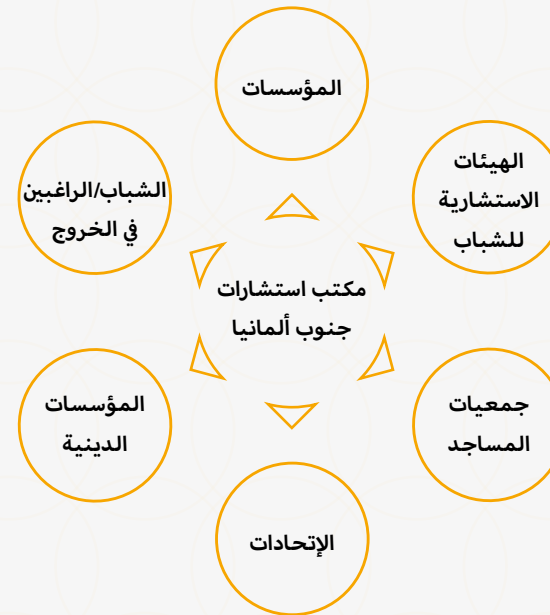 المؤسسات
الهيئات
الاستشارية
للشباب
الشباب/الراغبين
في الخروج
مكتب استشارات
جنوب ألمانيا
جمعيات
المساجد
المؤسسات
الدينية
الإتحادات